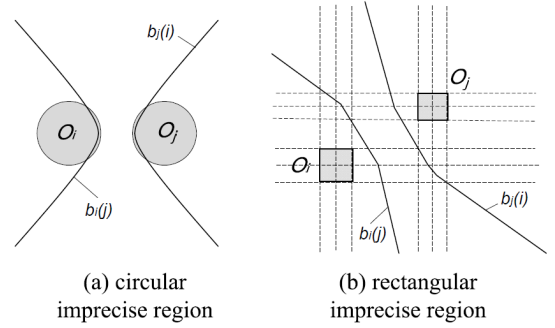 bj(i)
Oi
Oj
bi(j)
Oj
Oi
bi(j)
bj(i)
(a) circular
imprecise region
(b) rectangular
imprecise region